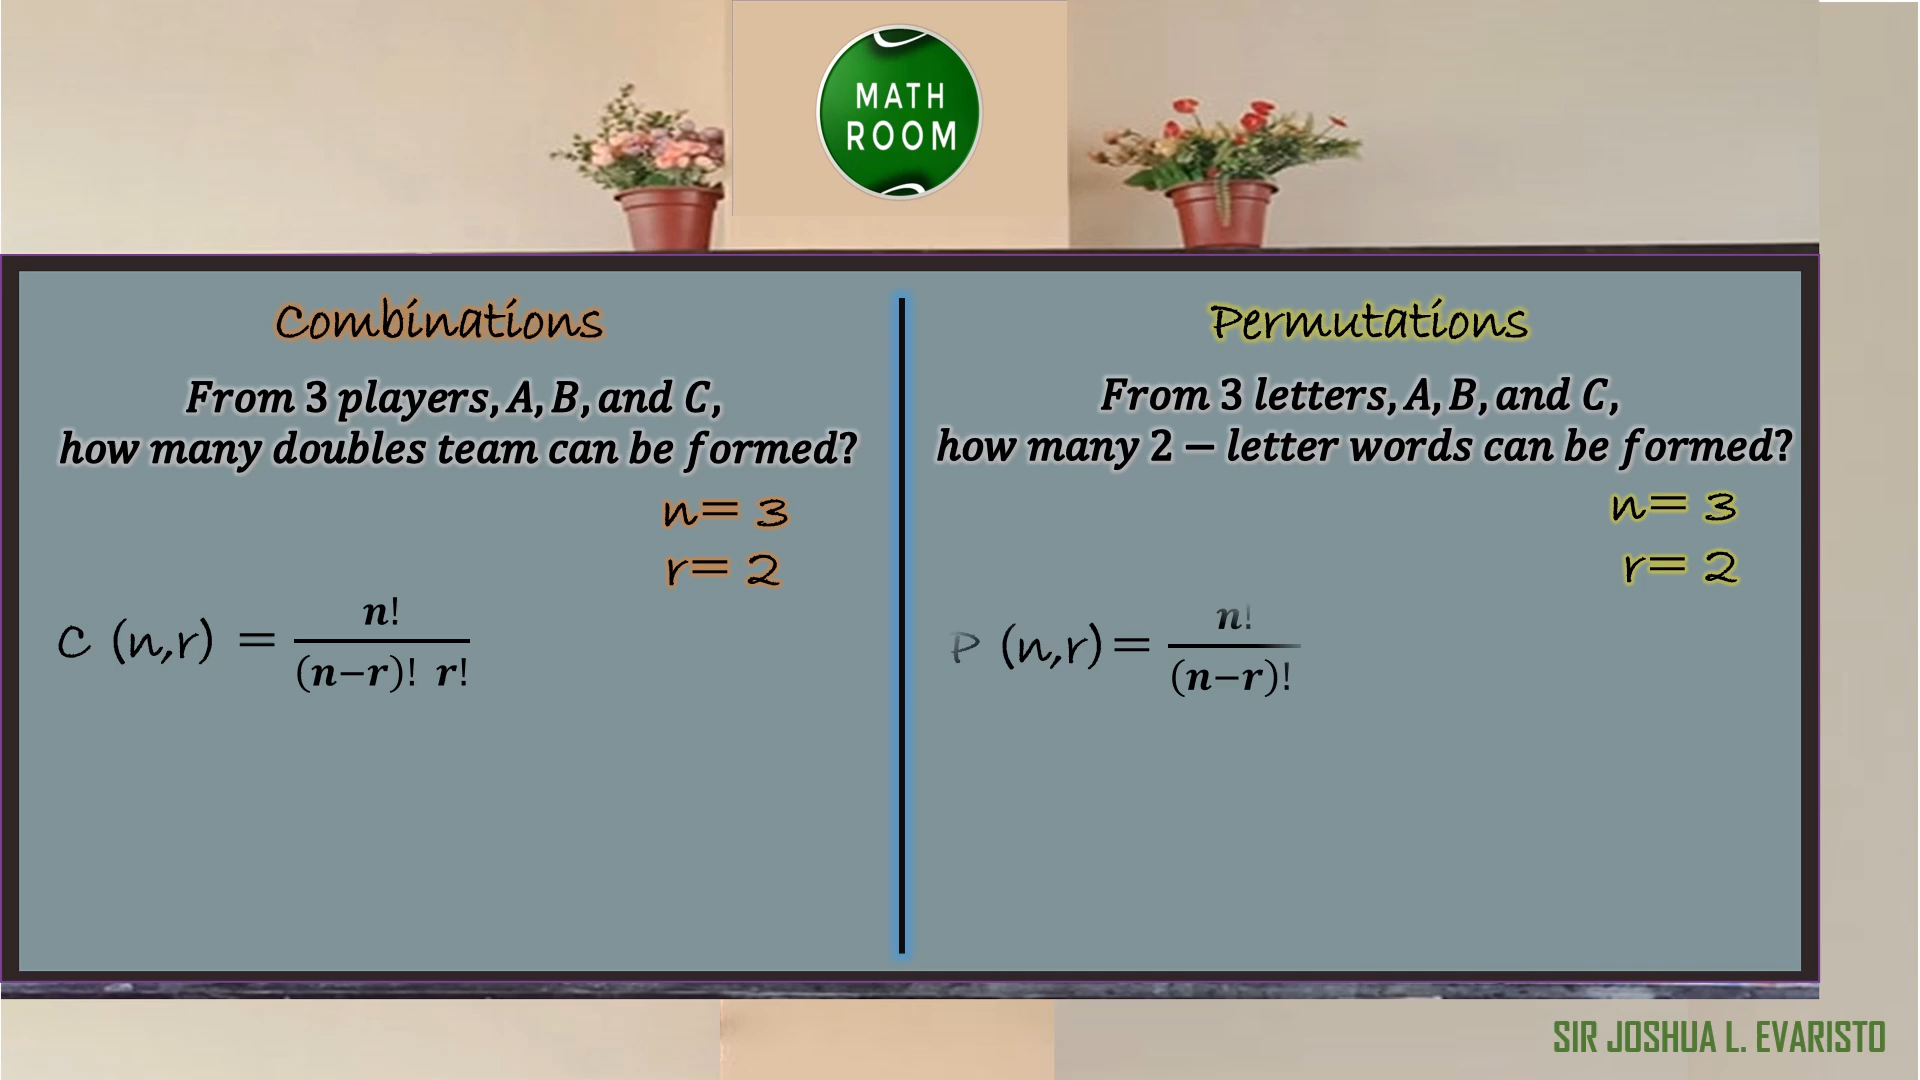 MATH
ROOM
Combinations
From 3 players, A, B, and C,
how many doubles team can be formed?
n= 3
r= 2
C (n,r) = n!
(n−r)! r!
Permutations
From 3 letters, A, B, and C,
how many 2 − letter words can be formed?
n= 3
r= 2
P (n,r) = n!
(n−r)!
SIR JOSHUA L. EVARISTO